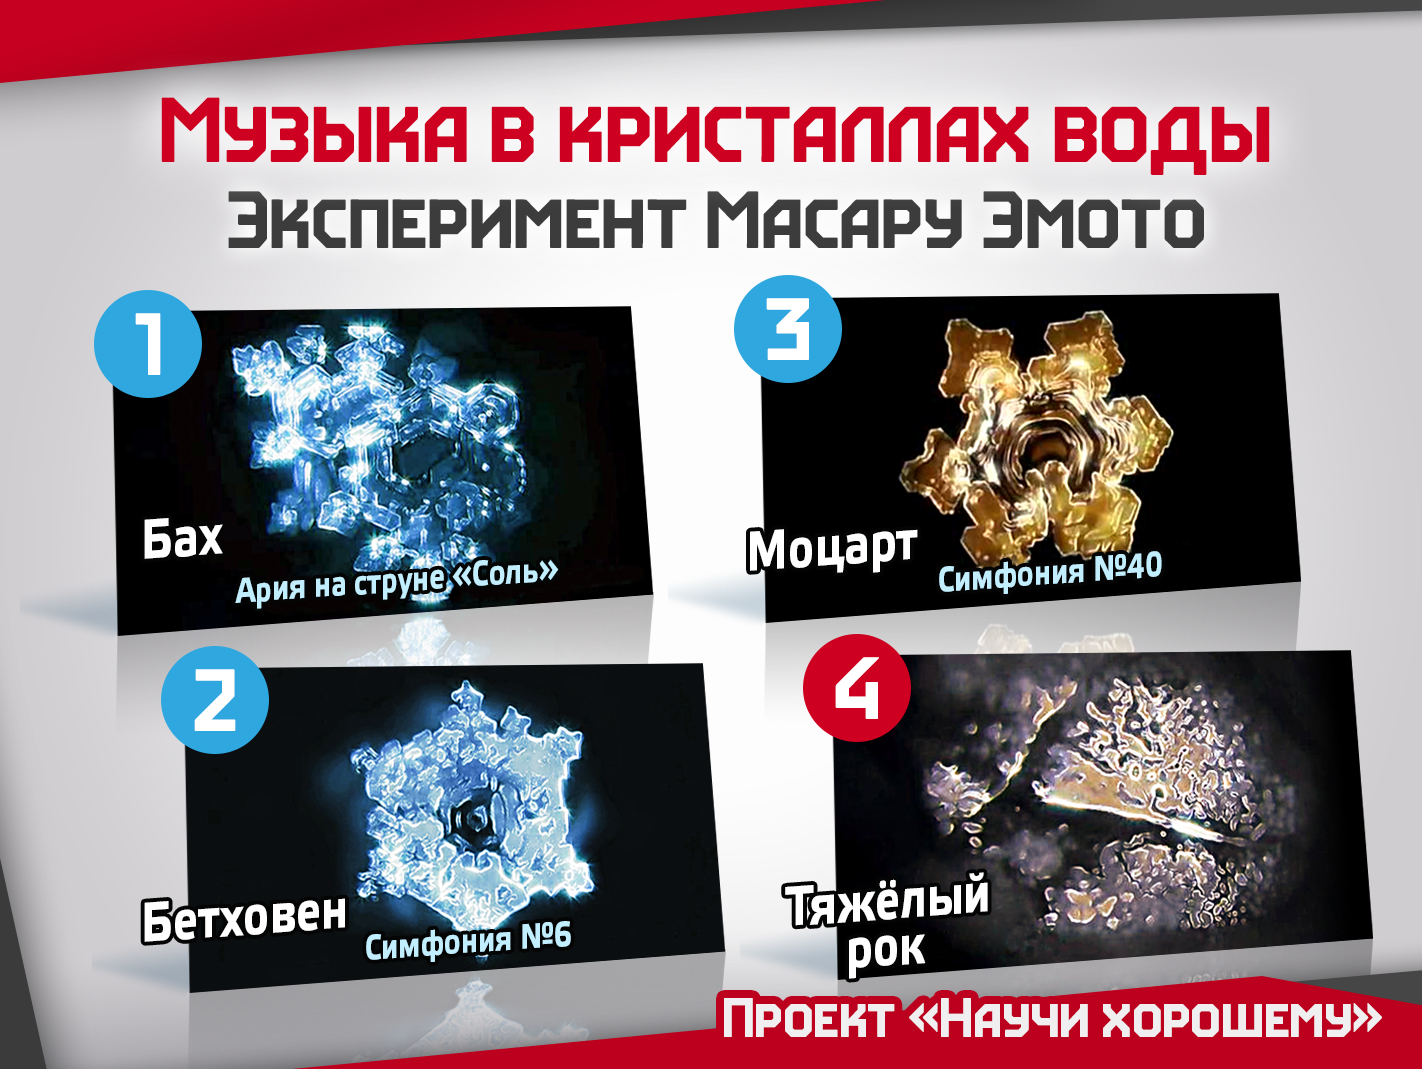 Музыка в кристаллах воды
Эксперимент Масару Эмото
1
Бах
Ария на струне «Соль»
2
Бетховен
Симфония №6
3
Моцарт
Симфония №40
4
Тяжёлый
рок
Проект «Научи хорошему»